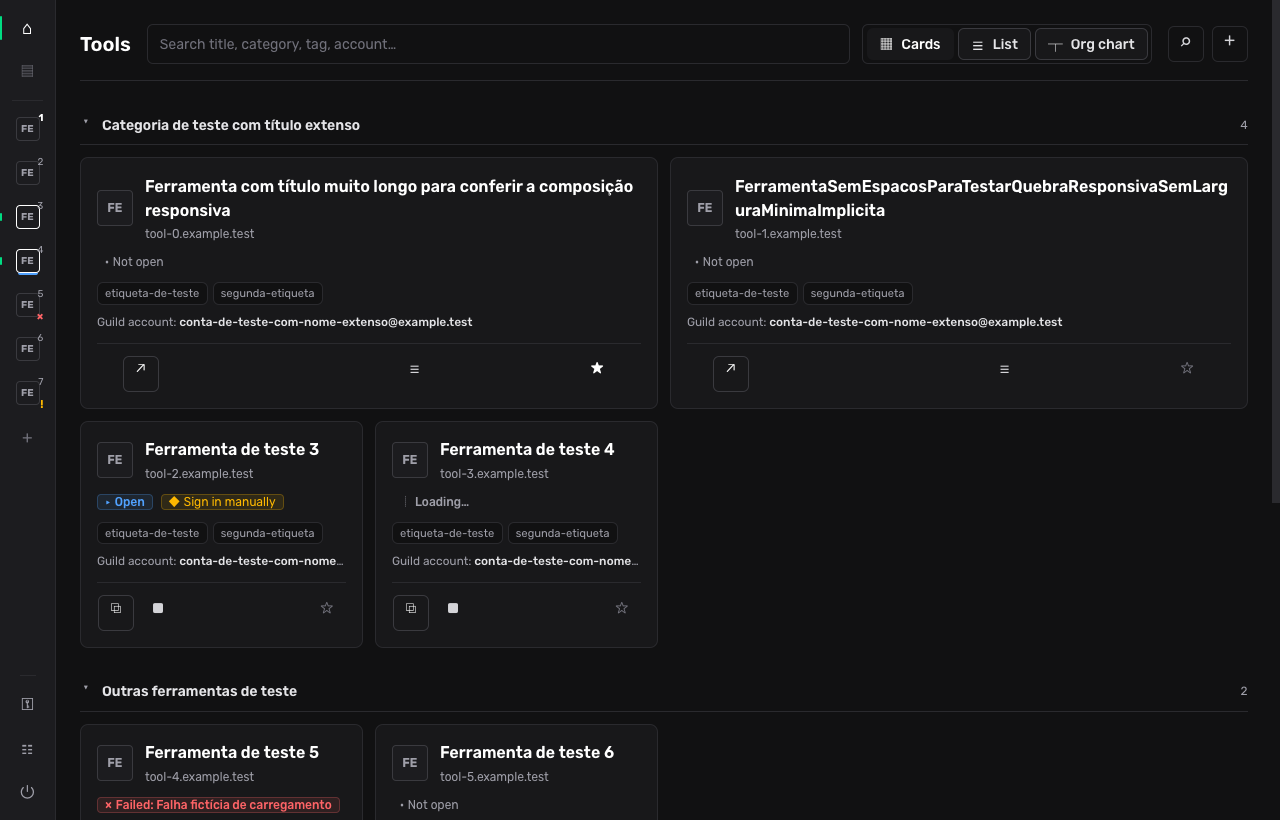 Tools
Search title, category, tag, account…
Cards
List
Org chart
FE 1
FE 2
FE 3
FE 4
FE 5
FE 6
FE 7
Categoria de teste com título extenso
4
FE
Ferramenta com título muito longo para conferir a composição
responsiva
tool-0.example.test
• Not open
etiqueta-de-teste
segunda-etiqueta
Guild account: conta-de-teste-com-nome-extenso@example.test
FE
FerramentaSemEspacosParaTestarQuebraResponsivaSemLarg
uraMinimaImplicita
tool-1.example.test
• Not open
etiqueta-de-teste
segunda-etiqueta
Guild account: conta-de-teste-com-nome-extenso@example.test
FE
Ferramenta de teste 3
tool-2.example.test
Open
Sign in manually
etiqueta-de-teste
segunda-etiqueta
Guild account: conta-de-teste-com-nome…
FE
Ferramenta de teste 4
tool-3.example.test
Loading…
etiqueta-de-teste
segunda-etiqueta
Guild account: conta-de-teste-com-nome…
Outras ferramentas de teste
2
FE
Ferramenta de teste 5
tool-4.example.test
× Failed: Falha fictícia de carregamento
FE
Ferramenta de teste 6
tool-5.example.test
• Not open